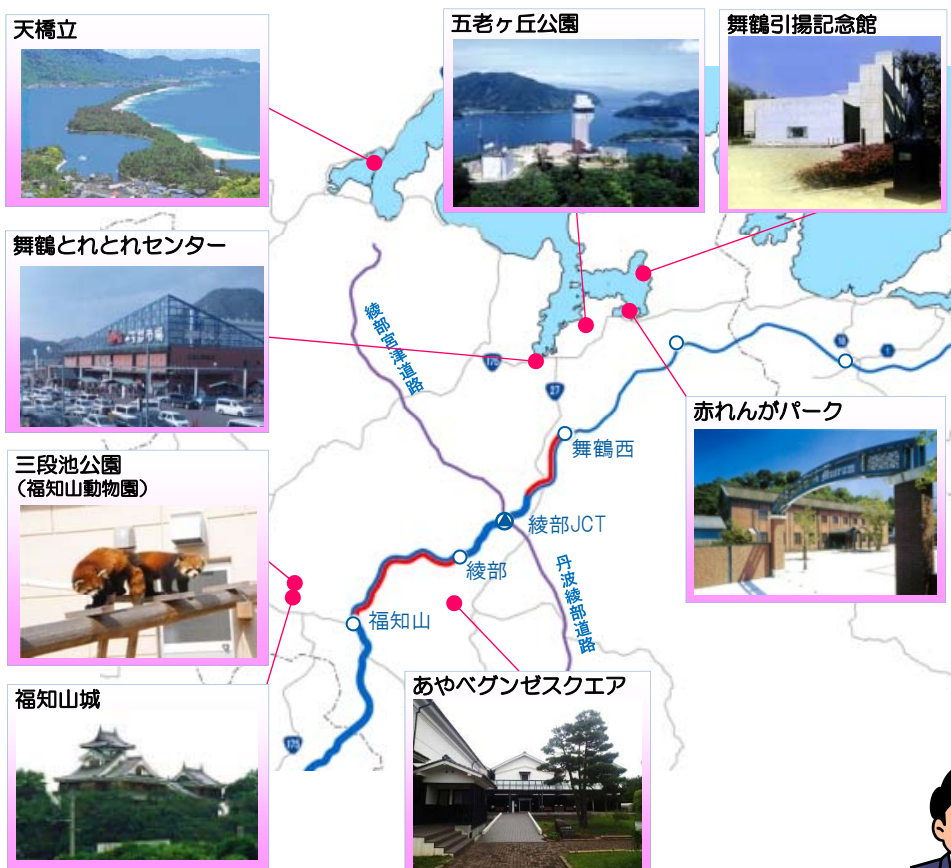 天橋立
五老ヶ丘公園
舞鶴引揚記念館
舞鶴とれとれセンター
綾部宮津道路
175
27
舞鶴西
赤れんがパーク
三段池公園
（福知山動物園）
綾部JCT
綾部
丹波綾部道路
福知山
福知山城
175
あやべグンゼスクエア